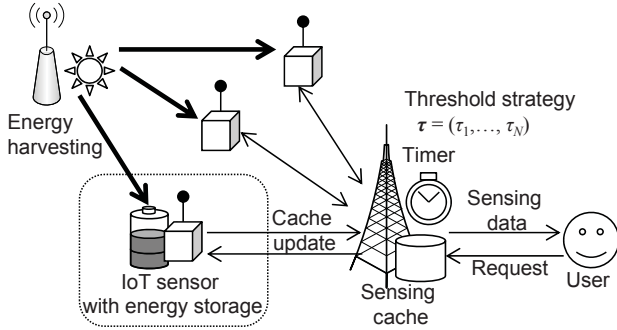 Energy
harvesting
Threshold strategy
τ = (τ1,..., τN)
Timer
Cache
update
Sensing
data
Request
User
IoT sensor
with energy storage
Sensing
cache